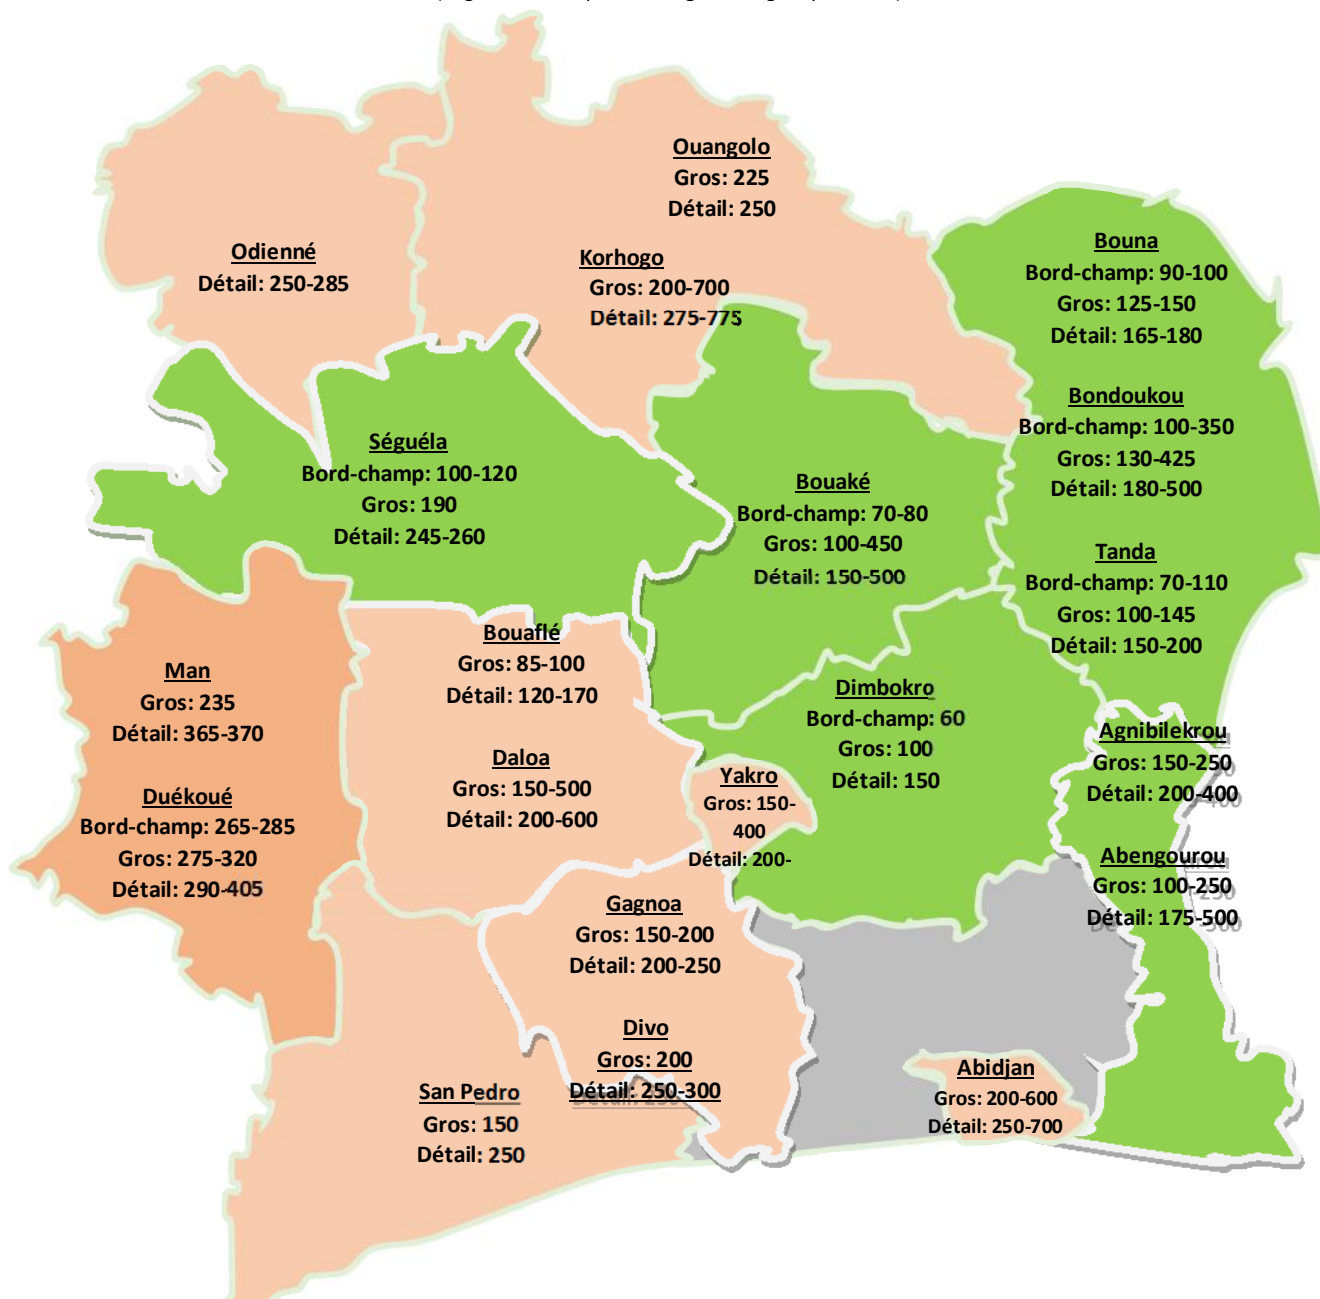 Ouangolo
Gros: 225
Détail: 250
Odienné
Détail: 250-285
Korhogo
Gros: 200-700
Détail: 275-775
Bouna
Bord-champ: 90-100
Gros: 125-150
Détail: 165-180
Bondoukou
Bord-champ: 100-350
Gros: 130-425
Détail: 180-500
Séguéla
Bord-champ: 100-120
Gros: 190
Détail: 245-260
Bouaké
Bord-champ: 70-80
Gros: 100-450
Détail: 150-500
Tanda
Bord-champ: 70-110
Gros: 100-145
Détail: 150-200
Bouaflé
Gros: 85-100
Détail: 120-170
Man
Gros: 235
Détail: 365-370
Dimbokro
Bord-champ: 60
Gros: 100
Détail: 150
Agnibilekrou
Gros: 150-250
Détail: 200-400
Daloa
Gros: 150-500
Détail: 200-600
Yakro
Gros: 150-
400
Détail: 200-
Duékoué
Bord-champ: 265-285
Gros: 275-320
Détail: 290-405
Abengourou
Gros: 100-250
Détail: 175-500
Gagnoa
Gros: 150-200
Détail: 200-250
Divo
Gros: 200
Détail: 250-300
San Pedro
Gros: 150
Détail: 250
Abidjan
Gros: 200-600
Détail: 250-700